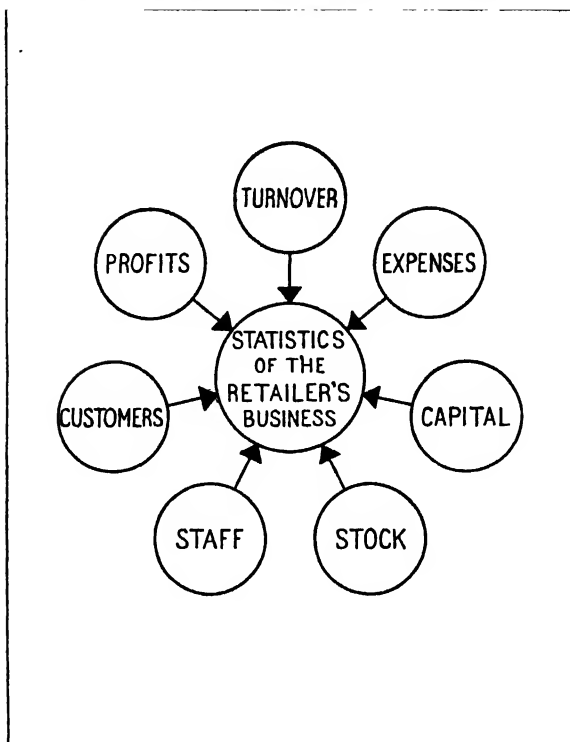 TURNOVER
PROFITS
EXPENSES
STATISTICS
OF THE
RETAILER'S
BUSINESS
CUSTOMERS
CAPITAL
STAFF
STOCK